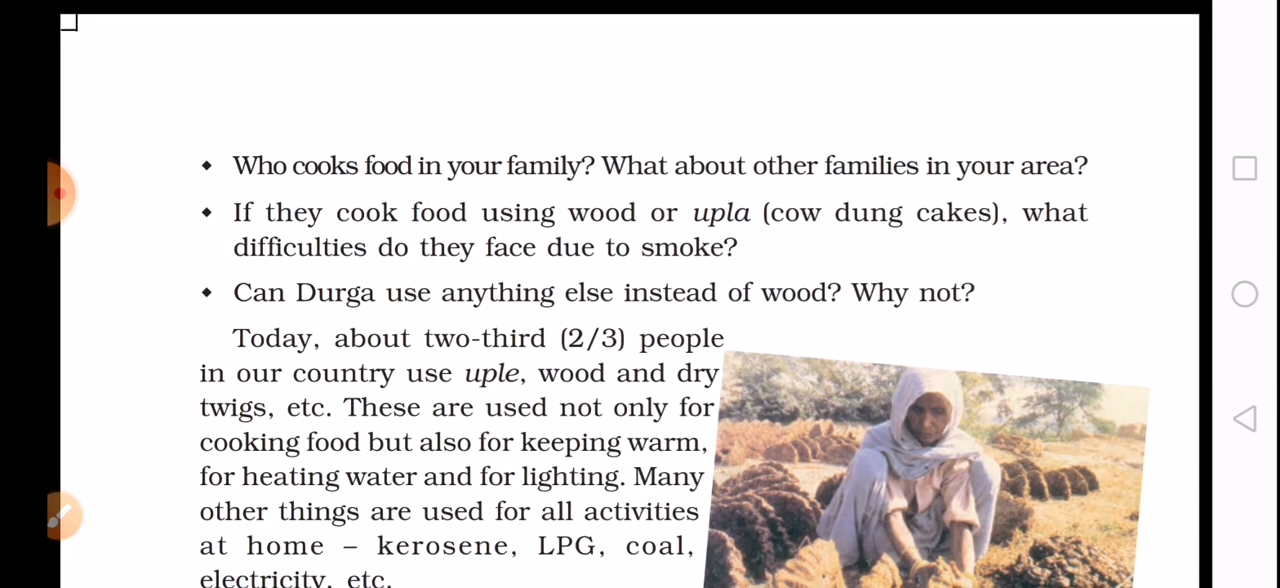 ◆ Who cooks food in your family? What about other families in your area?
◆ If they cook food using wood or upla (cow dung cakes), what
difficulties do they face due to smoke?
◆ Can Durga use anything else instead of wood? Why not?
Today, about two-third (2/3) people
in our country use uple, wood and dry
twigs, etc. These are used not only for
cooking food but also for keeping warm,
for heating water and for lighting. Many
other things are used for all activities
at home – kerosene, LPG, coal,
electricity, etc.